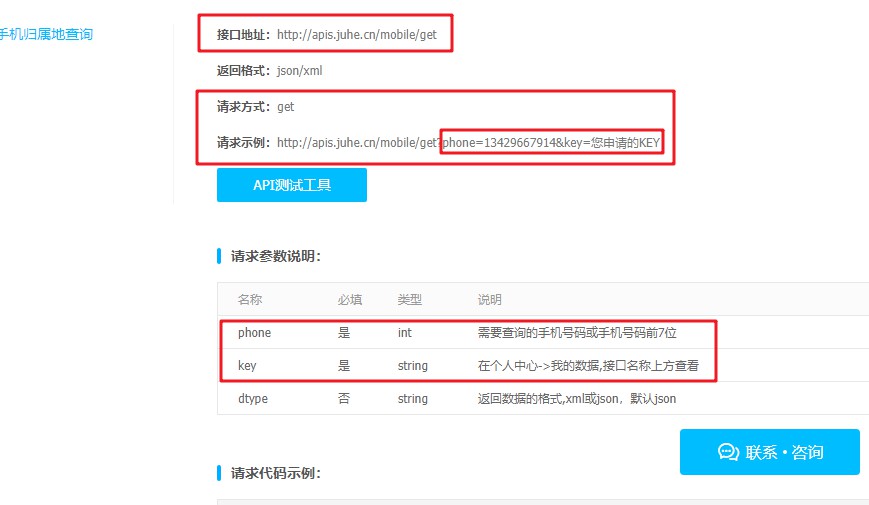 手机归属地查询
接口地址：http://apis.juhe.cn/mobile/get
返回格式：json/xml
请求方式：get
请求示例：http://apis.juhe.cn/mobile/get?phone=13429667914&key=您申请的KEY
API测试工具
请求参数说明：
名称 必填 类型 说明
phone 是 int 需要查询的手机号码或手机号码前7位
key 是 string 在个人中心->我的数据,接口名称上方查看
dtype 否 string 返回数据的格式,xml或json，默认json
联系·咨询
请求代码示例：